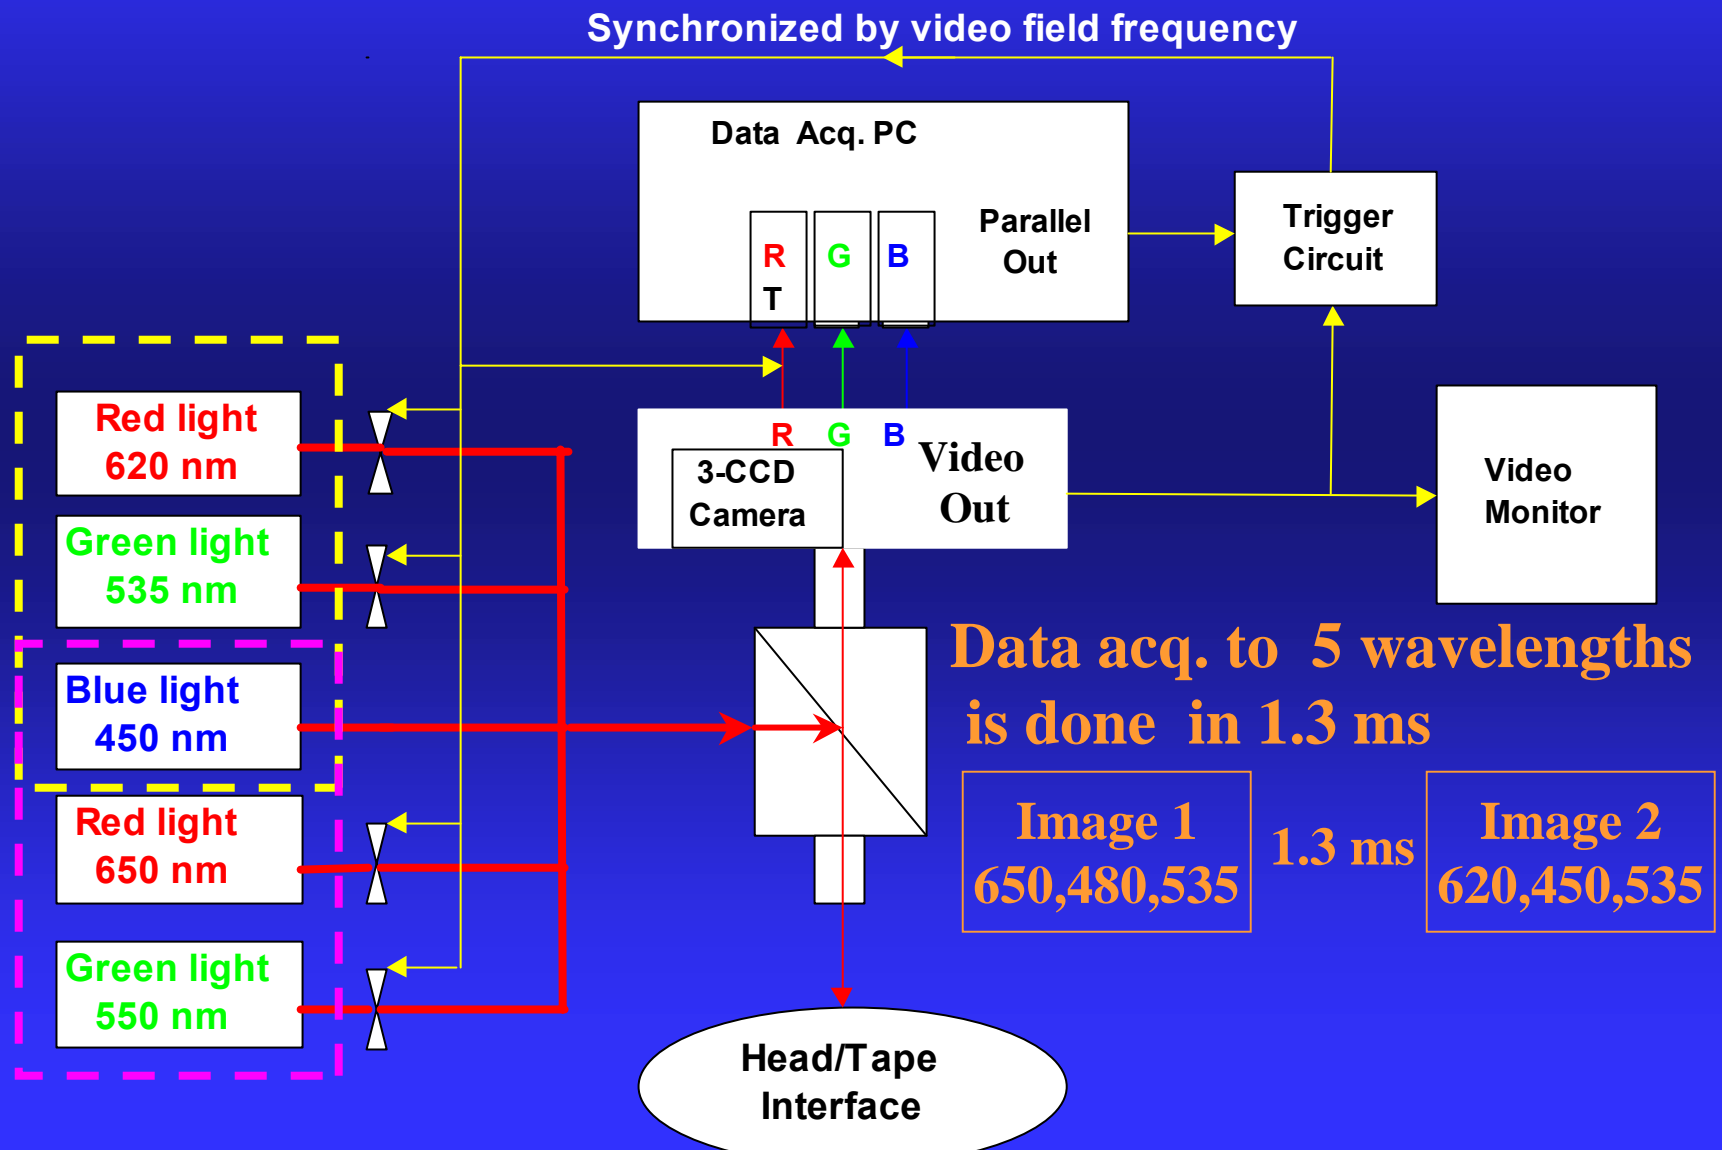 Synchronized by video field frequency
Data Acq. PC
Parallel
Out
R G B
T
Trigger
Circuit
Red light
620 nm
Green light
535 nm
Blue light
450 nm
Red light
650 nm
Green light
550 nm
R G B
3-CCD
Camera
Video
Out
Video
Monitor
Data acq. to 5 wavelengths
is done in 1.3 ms
Image 1
650,480,535
1.3 ms
Image 2
620,450,535
Head/Tape
Interface